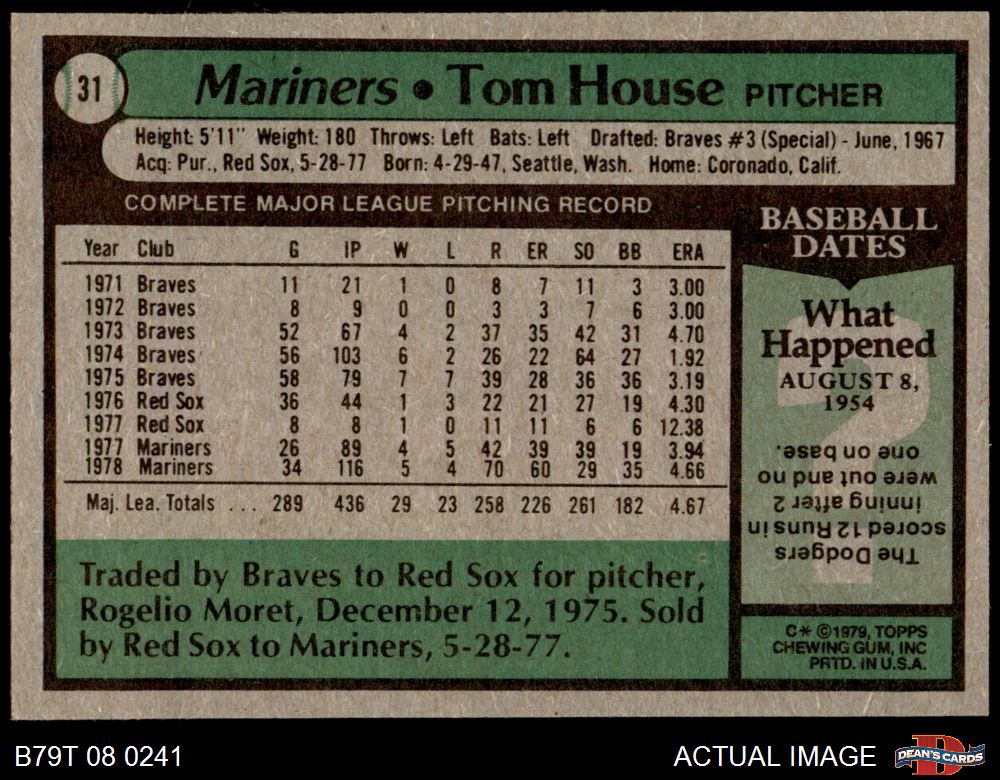 31
Mariners • Tom House PITCHER
Height: 5'11" Weight: 180 Throws: Left Bats: Left Drafted: Braves #3 (Special) - June, 1967
Acq: Pur., Red Sox, 5-28-77 Born: 4-29-47, Seattle, Wash. Home: Coronado, Calif.
COMPLETE MAJOR LEAGUE PITCHING RECORD
Year Club G IP W L R ER SO BB ERA
1971 Braves 11 21 1 0 8 7 11 3 3.00
1972 Braves 8 9 0 0 3 3 7 6 3.00
1973 Braves 52 67 4 2 37 35 42 31 4.70
1974 Braves 56 103 6 2 26 22 64 27 1.92
1975 Braves 58 79 7 7 39 28 36 36 3.19
1976 Red Sox 36 44 1 3 22 21 27 19 4.30
1977 Red Sox 8 8 1 0 11 11 6 6 12.38
1977 Mariners 26 89 4 5 42 39 39 19 3.94
1978 Mariners 34 116 5 4 70 60 29 35 4.66
Maj. Lea. Totals ... 289 436 29 23 258 226 261 182 4.67
Traded by Braves to Red Sox for pitcher,
Rogelio Moret, December 12, 1975. Sold
by Red Sox to Mariners, 5-28-77.
BASEBALL
DATES
What
Happened
AUGUST 8,
1954
The Dodgers
scored 12 Runs in
inning after 2
were out and no
one on base.
C* ©1979, TOPPS
CHEWING GUM, INC
PRTD. IN U.S.A.
B79T 08 0241
ACTUAL IMAGE
DEAN'S CARDS